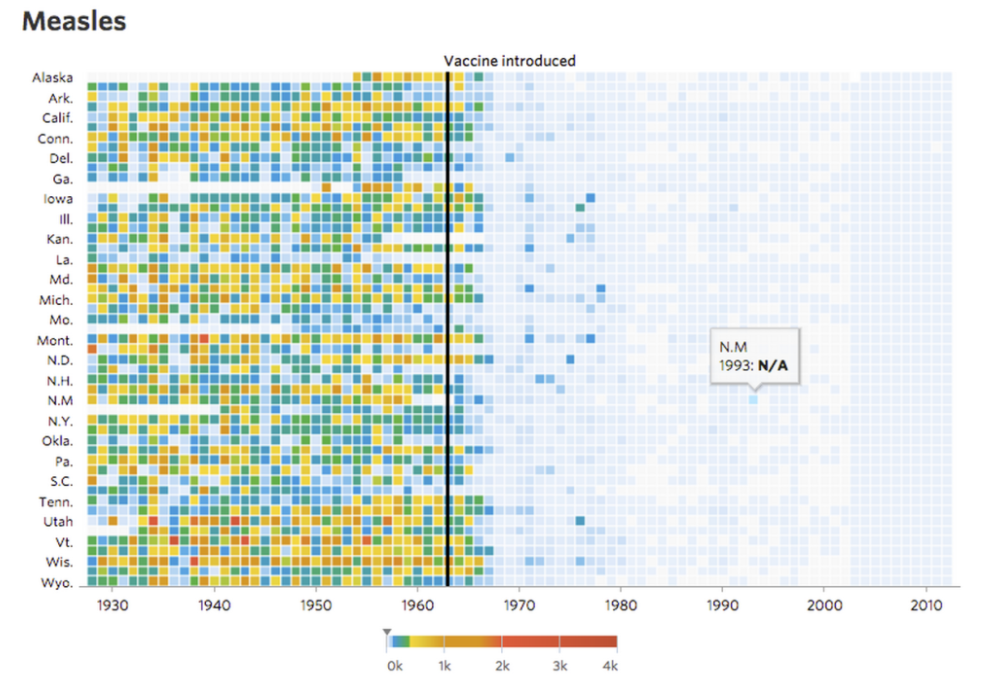 Measles
Vaccine introduced
Alaska
Ark.
Calif.
Conn.
Del.
Ga.
Iowa
Ill.
Kan.
La.
Md.
Mich.
Mo.
Mont.
N.D.
N.H.
N.M
N.Y.
Okla.
Pa.
S.C.
Tenn.
Utah
Vt.
Wis.
Wyo.
N.M
1993: N/A
1930 1940 1950 1960 1970 1980 1990 2000 2010
0k 1k 2k 3k 4k